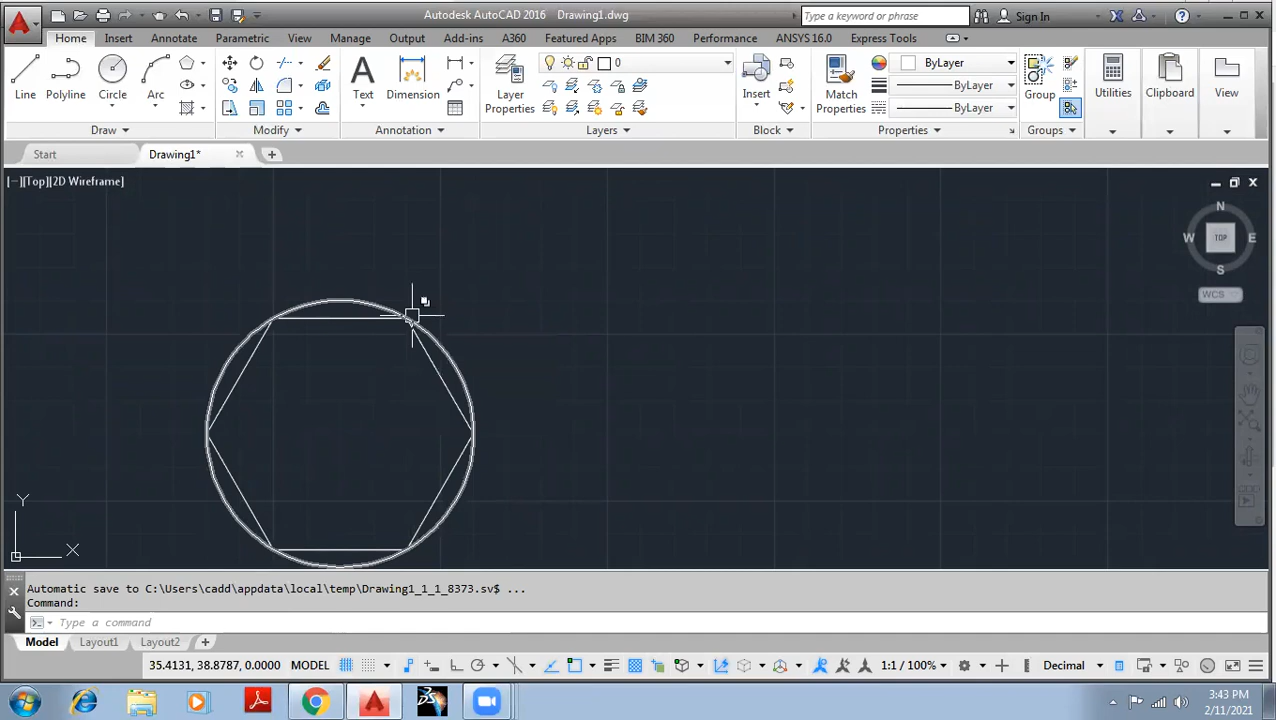 Autodesk AutoCAD 2016 Drawing1.dwg
Type a keyword or phrase
Sign In
Home Insert Annotate Parametric View Manage Output Add-ins A360 Featured Apps BIM 360 Performance ANSYS 16.0 Express Tools
Line Polyline Circle Arc
Text Dimension
Layer Properties
0
Insert
Match Properties
ByLayer
ByLayer
ByLayer
Group
Utilities Clipboard View
Draw Modify Annotation Layers Block Properties Groups
Start Drawing1*
[−][Top][2D Wireframe]
N
W TOP E
S
WCS
Y
X
Automatic save to C:\Users\cadd\appdata\local\temp\Drawing1_1_1_8373.sv$ ...
Command:
Type a command
Model Layout1 Layout2
35.4131, 38.8787, 0.0000 MODEL 1:1 / 100% Decimal
3:43 PM
2/11/2021